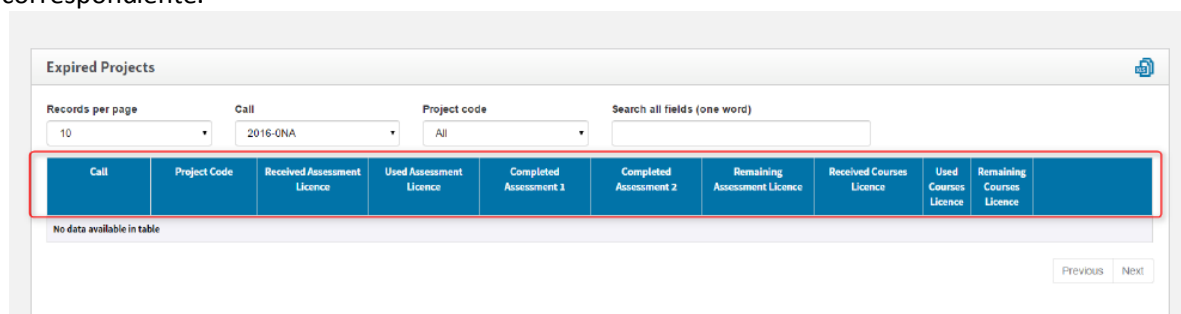 correspondiente.
Expired Projects
XLS
Records per page Call Project code Search all fields (one word)
10 2016-0NA All
Call Project Code Received Assessment Licence Used Assessment Licence Completed Assessment 1 Completed Assessment 2 Remaining Assessment Licence Received Courses Licence Used Courses Licence Remaining Courses Licence
No data available in table
Previous Next